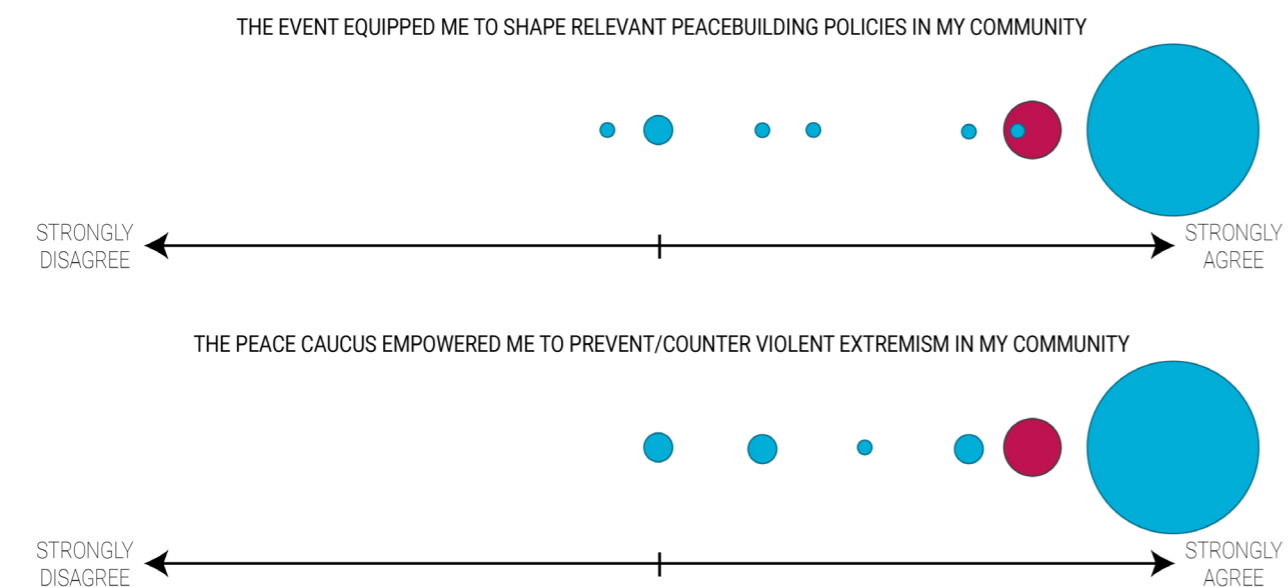 THE EVENT EQUIPPED ME TO SHAPE RELEVANT PEACEBUILDING POLICIES IN MY COMMUNITY
STRONGLY
DISAGREE
STRONGLY
AGREE
THE PEACE CAUCUS EMPOWERED ME TO PREVENT/COUNTER VIOLENT EXTREMISM IN MY COMMUNITY
STRONGLY
DISAGREE
STRONGLY
AGREE